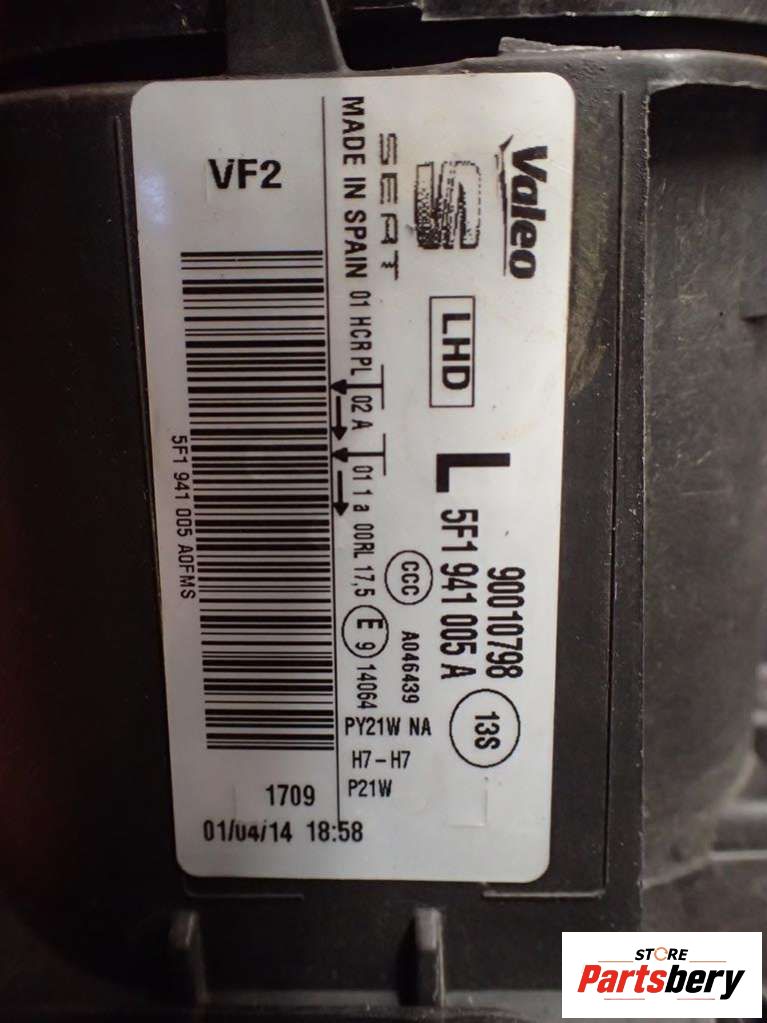 Valeo
SEAT
LHD
L
90010798
5F1 941 005 A
13S
MADE IN SPAIN
01 HCR PL
02 A
01 1 a
00RL 17,5
CCC
A046439
E 9
14064
PY21W NA
H7-H7
P21W
VF2
5F1 941 005 A0FMS
1709
01/04/14 18:58
STORE
Partsbery